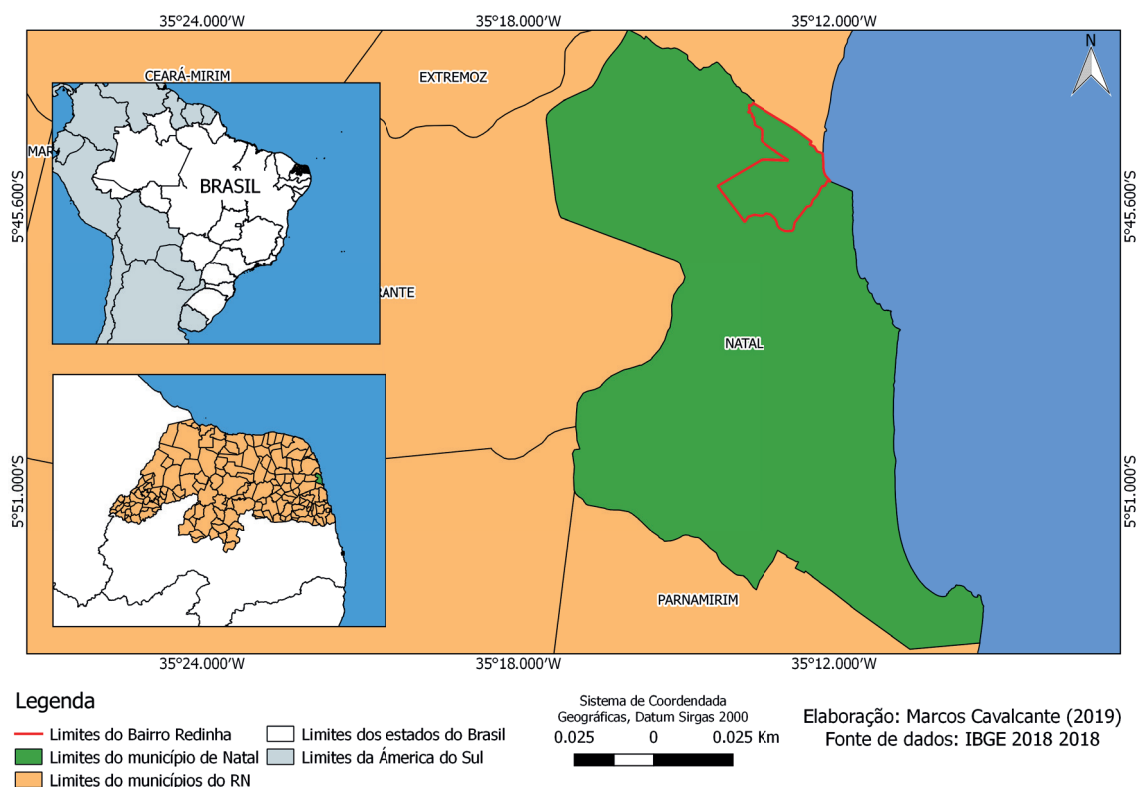 35°24.000'W 35°18.000'W 35°12.000'W
N
CEARÁ-MIRIM
EXTREMOZ
MAR
BRASIL
5°45.600'S
5°45.600'S
RANTE
NATAL
5°51.000'S
5°51.000'S
PARNAMIRIM
35°24.000'W 35°18.000'W 35°12.000'W
Legenda
Limites do Bairro Redinha
Limites do município de Natal
Limites do municípios do RN
Limites dos estados do Brasil
Limites da Ámerica do Sul
Sistema de Coordendada
Geográficas, Datum Sirgas 2000
0.025 0 0.025 Km
Elaboração: Marcos Cavalcante (2019)
Fonte de dados: IBGE 2018 2018